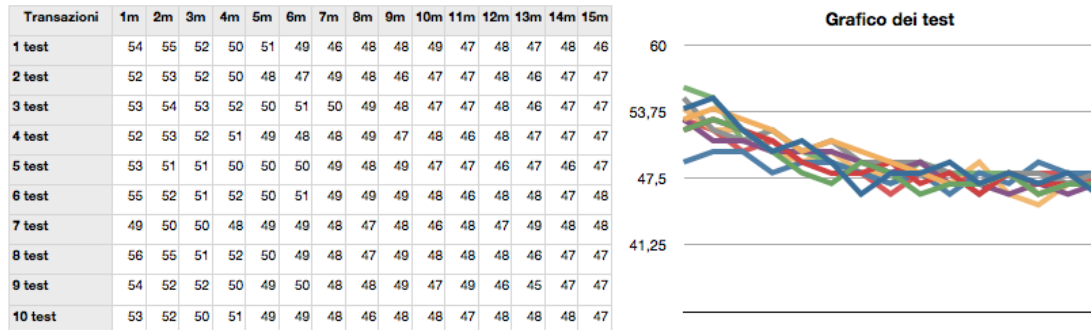 Transazioni 1m 2m 3m 4m 5m 6m 7m 8m 9m 10m 11m 12m 13m 14m 15m
1 test 54 55 52 50 51 49 46 48 48 49 47 48 47 48 46
2 test 52 53 52 50 48 47 49 48 46 47 47 48 46 47 47
3 test 53 54 53 52 50 51 50 49 48 47 47 48 46 47 47
4 test 52 53 52 51 49 48 48 49 47 48 46 48 47 47 47
5 test 53 51 51 50 50 50 49 48 49 47 47 46 47 46 47
6 test 55 52 51 52 50 51 49 49 49 48 46 48 48 47 48
7 test 49 50 50 48 49 49 48 47 48 46 48 47 49 48 48
8 test 56 55 51 52 50 49 48 47 49 48 48 48 46 47 47
9 test 54 52 52 50 49 50 48 48 49 47 49 46 45 47 47
10 test 53 52 50 51 49 49 48 46 48 48 47 48 48 48 47
Grafico dei test
60
53,75
47,5
41,25